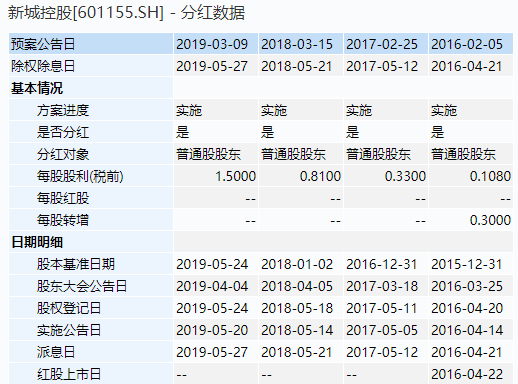 新城控股[601155.SH] - 分红数据
预案公告日 2019-03-09 2018-03-15 2017-02-25 2016-02-05
除权除息日 2019-05-27 2018-05-21 2017-05-12 2016-04-21
基本情况
方案进度 实施 实施 实施 实施
是否分红 是 是 是 是
分红对象 普通股股东 普通股股东 普通股股东 普通股股东
每股股利(税前) 1.5000 0.8100 0.3300 0.1080
每股红股 -- -- -- --
每股转增 -- -- -- 0.3000
日期明细
股本基准日期 2019-05-24 2018-01-02 2016-12-31 2015-12-31
股东大会公告日 2019-04-04 2018-04-05 2017-03-18 2016-03-25
股权登记日 2019-05-24 2018-05-18 2017-05-11 2016-04-20
实施公告日 2019-05-20 2018-05-14 2017-05-05 2016-04-14
派息日 2019-05-27 2018-05-21 2017-05-12 2016-04-21
红股上市日 -- -- -- 2016-04-22